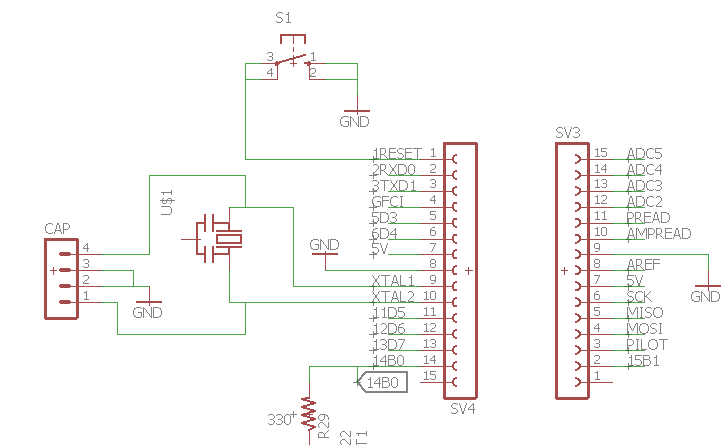 S1
3 1
4 2
GND
SV3
1RESET 1
2RXD0 2
3TXD1 3
GFCI 4
5D3 5
6D4 6
5V 7
8
XTAL1 9
XTAL2 10
11D5 11
12D6 12
13D7 13
14B0 14
14B0 15
SV4
15 ADC5
14 ADC4
13 ADC3
12 ADC2
11 PREAD
10 AMPREAD
9
8 AREF
7 5V
6 SCK
5 MISO
4 MOSI
3 PILOT
2 15B1
1
GND
U$1
CAP
4
3
2
1
GND
GND
330
R29
22
T1